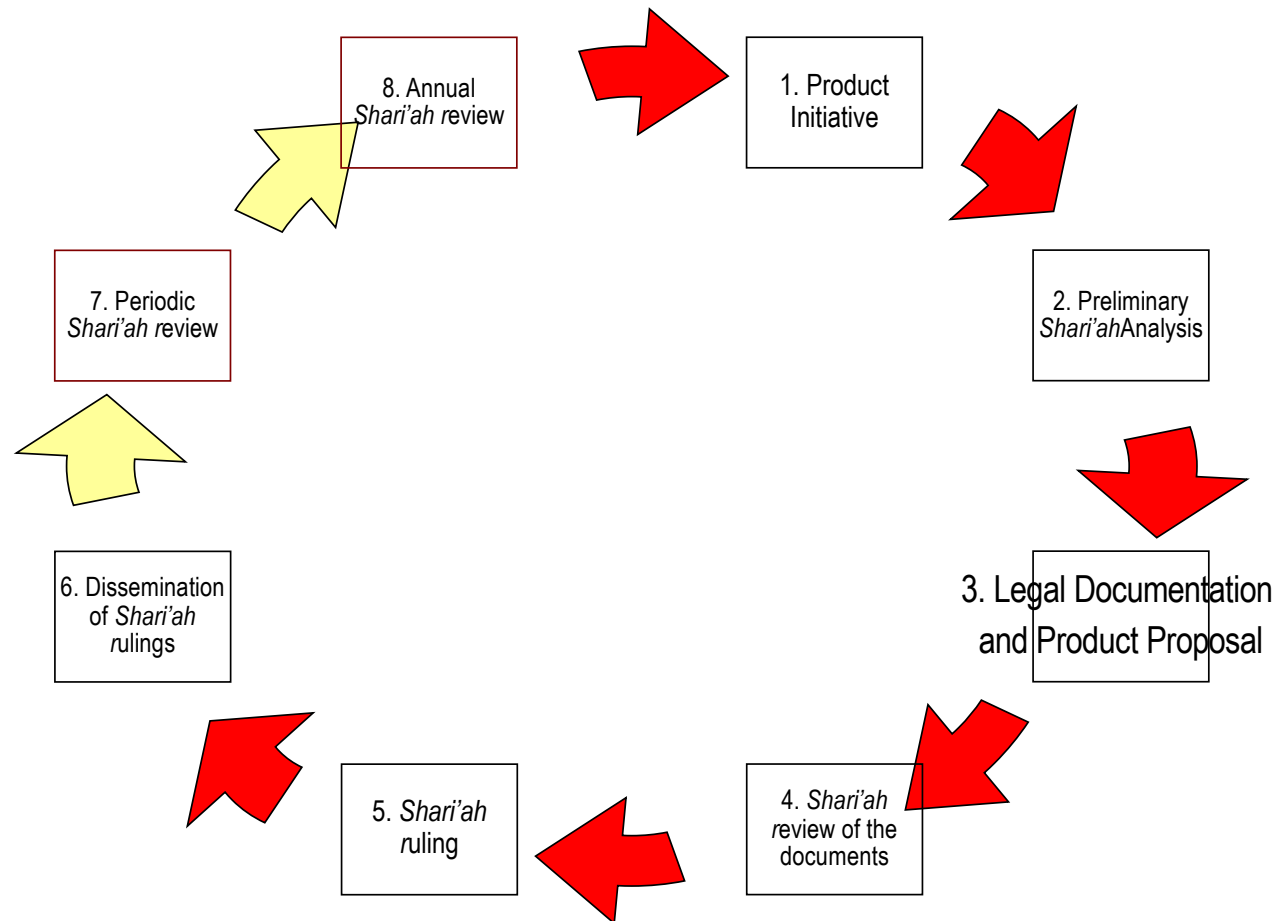 1. Product
Initiative
2. Preliminary
Shari’ahAnalysis
3. Legal Documentation
and Product Proposal
4. Shari’ah
review of the
documents
5. Shari’ah
ruling
6. Dissemination
of Shari’ah
rulings
7. Periodic
Shari’ah review
8. Annual
Shari’ah review